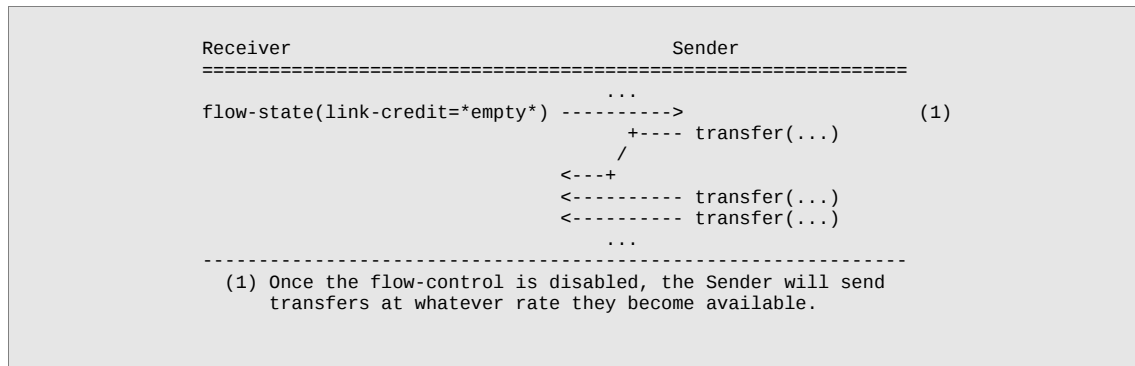 Receiver                                  Sender
===============================================================
                                    ...
flow-state(link-credit=*empty*) ---------->                     (1)
                                      +---- transfer(...)
                                     /
                                <---+
                                <---------- transfer(...)
                                <---------- transfer(...)
                                    ...
---------------------------------------------------------------
  (1) Once the flow-control is disabled, the Sender will send
      transfers at whatever rate they become available.